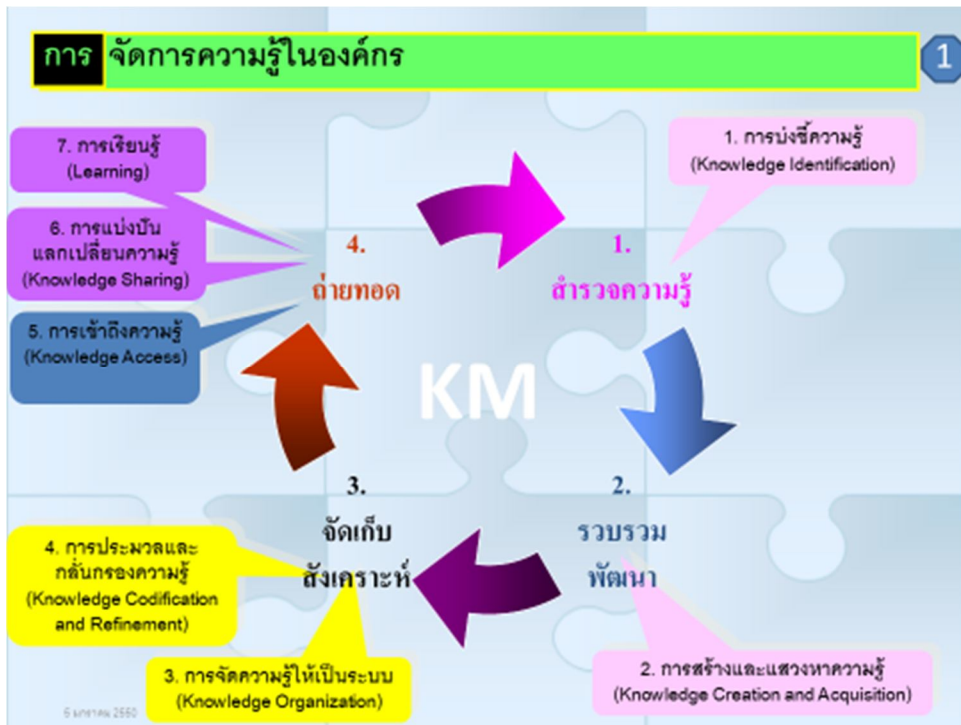 การ จัดการความรู้ในองค์กร
1
7. การเรียนรู้
(Learning)
1. การบ่งชี้ความรู้
(Knowledge Identification)
6. การแบ่งปัน
แลกเปลี่ยนความรู้
(Knowledge Sharing)
4.
ถ่ายทอด
1.
สำรวจความรู้
5. การเข้าถึงความรู้
(Knowledge Access)
KM
3.
จัดเก็บ
สังเคราะห์
2.
รวบรวม
พัฒนา
4. การประมวลและ
กลั่นกรองความรู้
(Knowledge Codification
and Refinement)
3. การจัดความรู้ให้เป็นระบบ
(Knowledge Organization)
2. การสร้างและแสวงหาความรู้
(Knowledge Creation and Acquisition)
5 มกราคม 2550